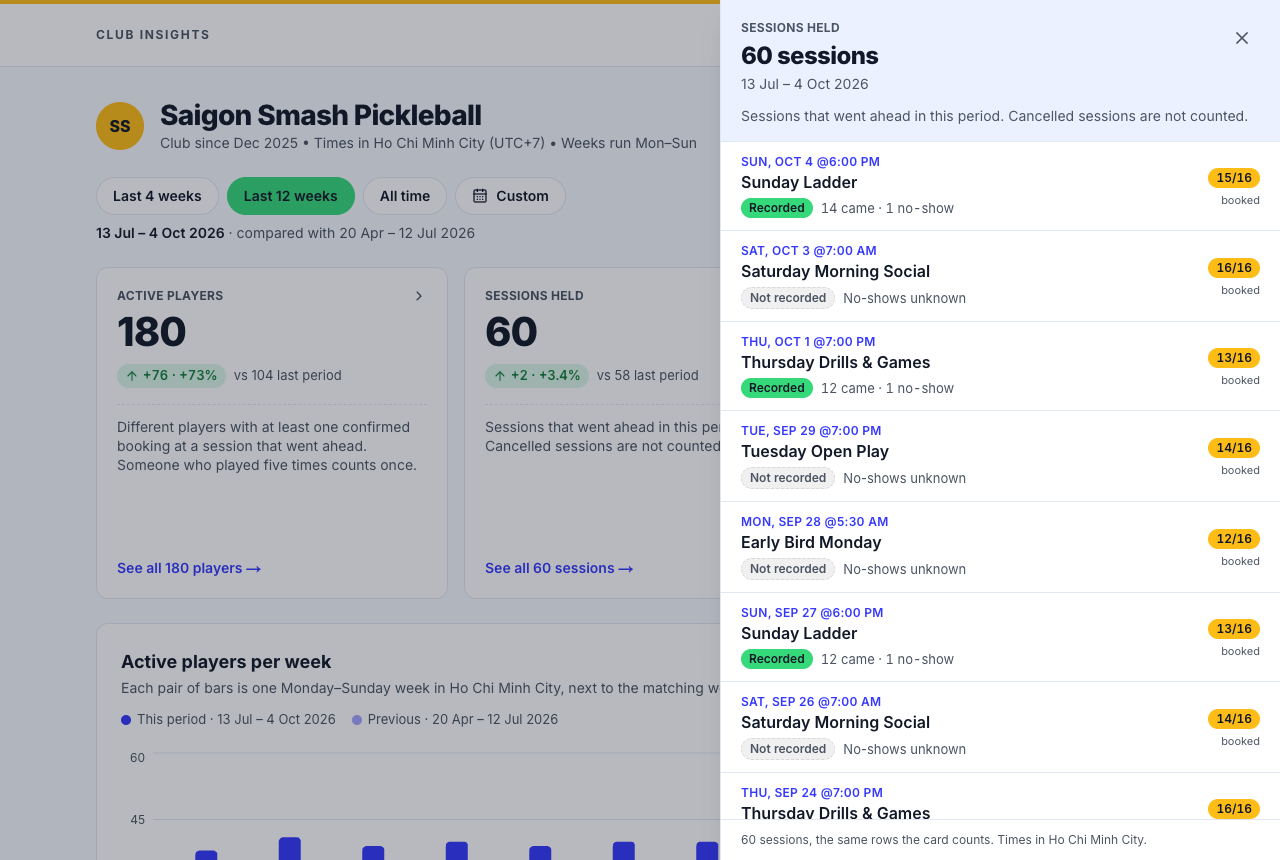 CLUB INSIGHTS
SS
Saigon Smash Pickleball
Club since Dec 2025 • Times in Ho Chi Minh City (UTC+7) • Weeks run Mon–Sun
Last 4 weeks
Last 12 weeks
All time
Custom
13 Jul – 4 Oct 2026 · compared with 20 Apr – 12 Jul 2026
ACTIVE PLAYERS
180
↑ +76 · +73% vs 104 last period
Different players with at least one confirmed
booking at a session that went ahead.
Someone who played five times counts once.
See all 180 players →
SESSIONS HELD
60
↑ +2 · +3.4% vs 58 last period
Sessions that went ahead in this per
Cancelled sessions are not counted
See all 60 sessions →
Active players per week
Each pair of bars is one Monday–Sunday week in Ho Chi Minh City, next to the matching w
This period · 13 Jul – 4 Oct 2026
Previous · 20 Apr – 12 Jul 2026
60
45
SESSIONS HELD
60 sessions
13 Jul – 4 Oct 2026
Sessions that went ahead in this period. Cancelled sessions are not counted.
SUN, OCT 4 @6:00 PM
Sunday Ladder
Recorded 14 came · 1 no-show
15/16
booked
SAT, OCT 3 @7:00 AM
Saturday Morning Social
Not recorded No-shows unknown
16/16
booked
THU, OCT 1 @7:00 PM
Thursday Drills & Games
Recorded 12 came · 1 no-show
13/16
booked
TUE, SEP 29 @7:00 PM
Tuesday Open Play
Not recorded No-shows unknown
14/16
booked
MON, SEP 28 @5:30 AM
Early Bird Monday
Not recorded No-shows unknown
12/16
booked
SUN, SEP 27 @6:00 PM
Sunday Ladder
Recorded 12 came · 1 no-show
13/16
booked
SAT, SEP 26 @7:00 AM
Saturday Morning Social
Not recorded No-shows unknown
14/16
booked
THU, SEP 24 @7:00 PM
Thursday Drills & Games
16/16
60 sessions, the same rows the card counts. Times in Ho Chi Minh City.